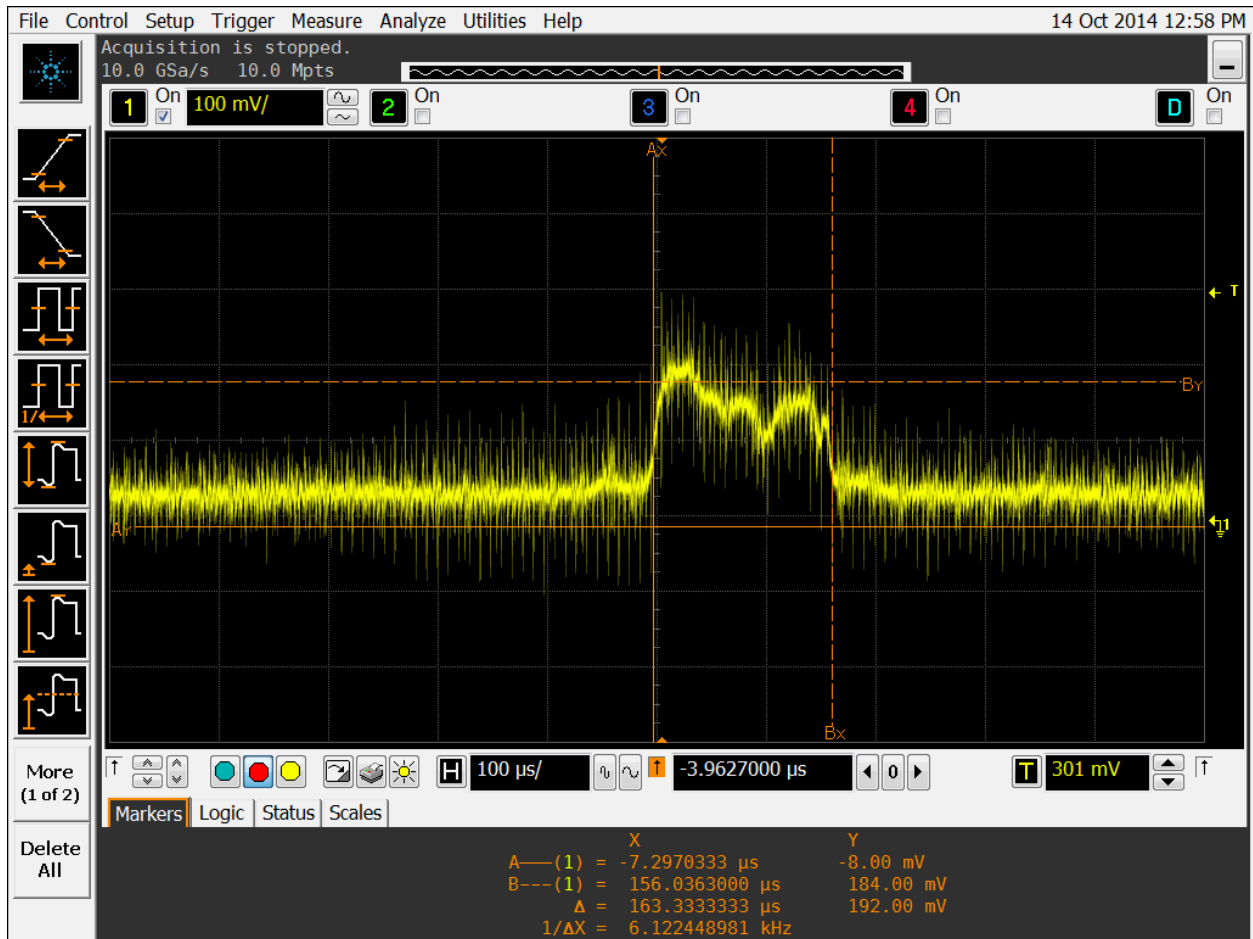 File Control Setup Trigger Measure Analyze Utilities Help 14 Oct 2014 12:58 PM
Acquisition is stopped.
10.0 GSa/s 10.0 Mpts
1 On 100 mV/ 2 On 3 On 4 On D On
Ax
T
By
1/
Ay
1
Bx
More
(1 of 2)
H 100 µs/ -3.9627000 µs 0 T 301 mV
Markers Logic Status Scales
Delete
All
X Y
A——(1) = -7.2970333 µs -8.00 mV
B---(1) = 156.0363000 µs 184.00 mV
Δ = 163.3333333 µs 192.00 mV
1/ΔX = 6.122448981 kHz